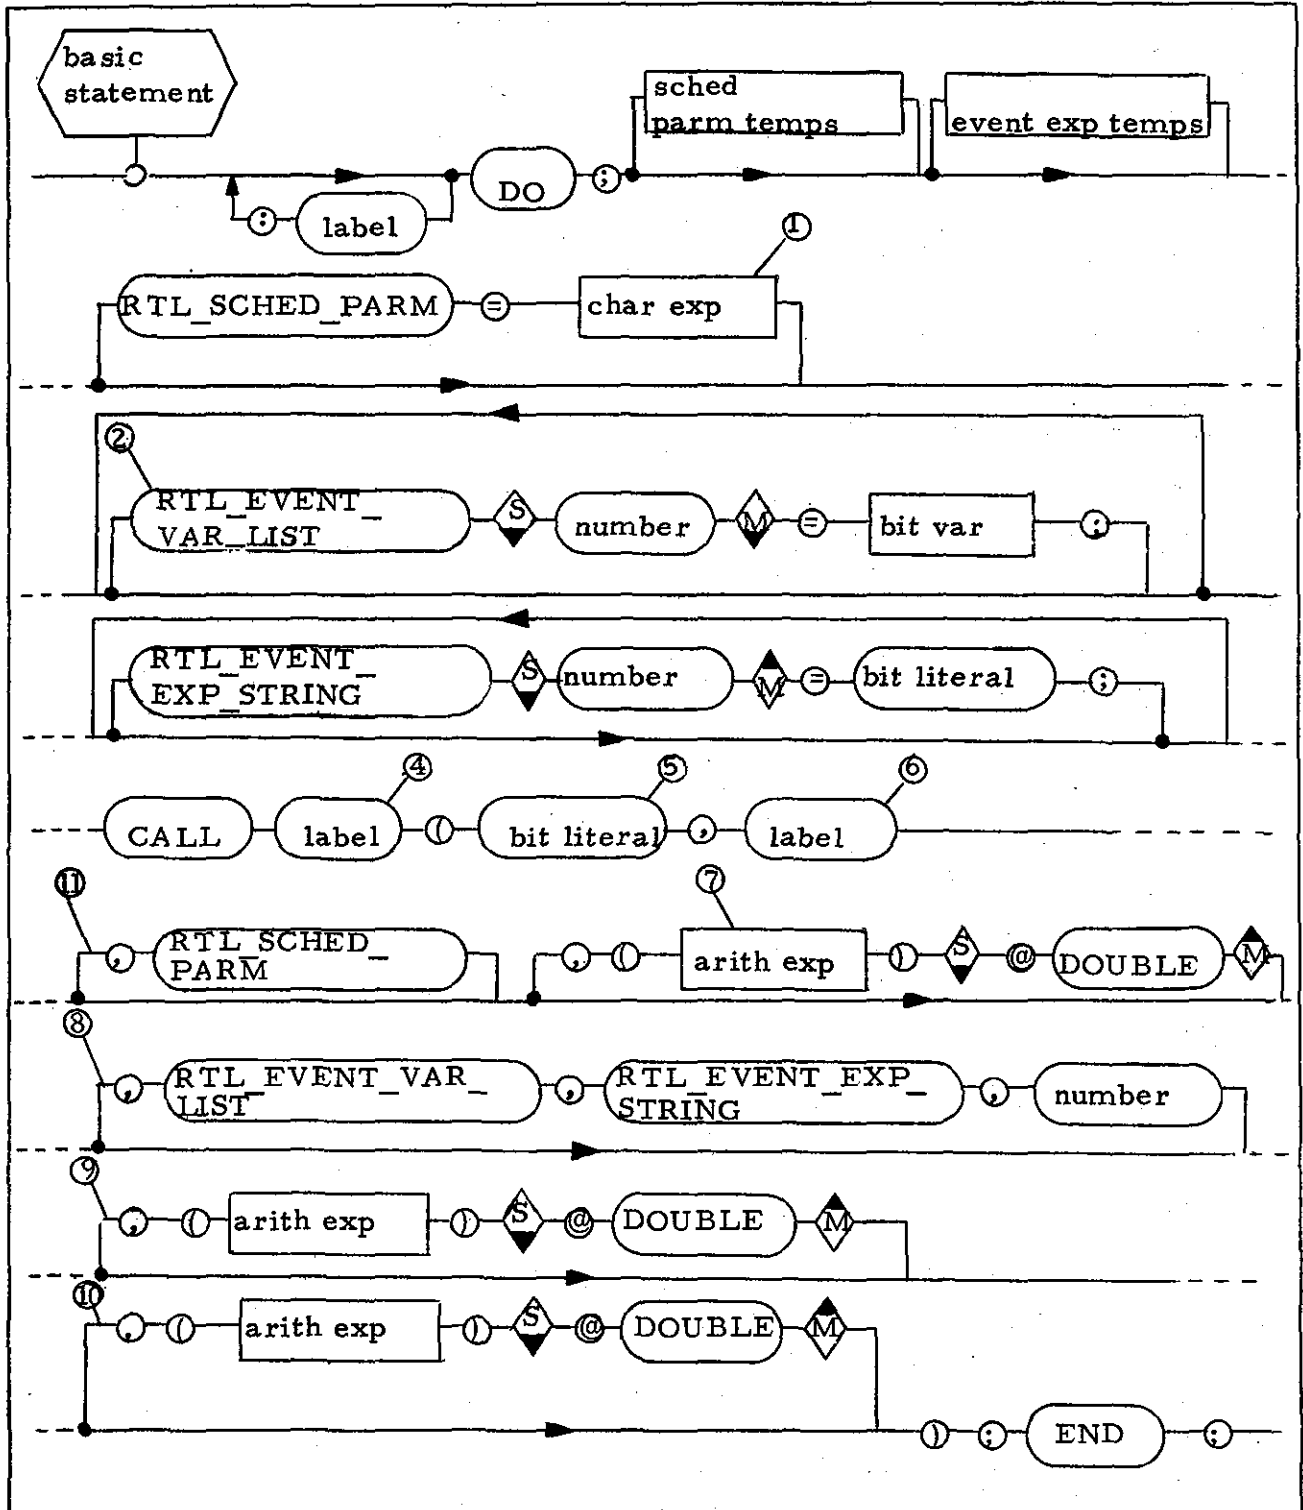 basic
statement
sched
parm temps
event exp temps
DO ;
: label
①
RTL_SCHED_PARM = char exp
②
RTL_EVENT_
VAR_LIST
S number M = bit var ;
RTL_EVENT_
EXP_STRING
S number M = bit literal ;
④ ⑤ ⑥
CALL label ( bit literal , label
⑪ ⑦
, RTL_SCHED_
PARM
, ( arith exp ) S @ DOUBLE M
⑧
, RTL_EVENT_VAR_
LIST
, RTL_EVENT_EXP_
STRING
, number
⑨
, ( arith exp ) S @ DOUBLE M
⑩
, ( arith exp ) S @ DOUBLE M
) ; END ;